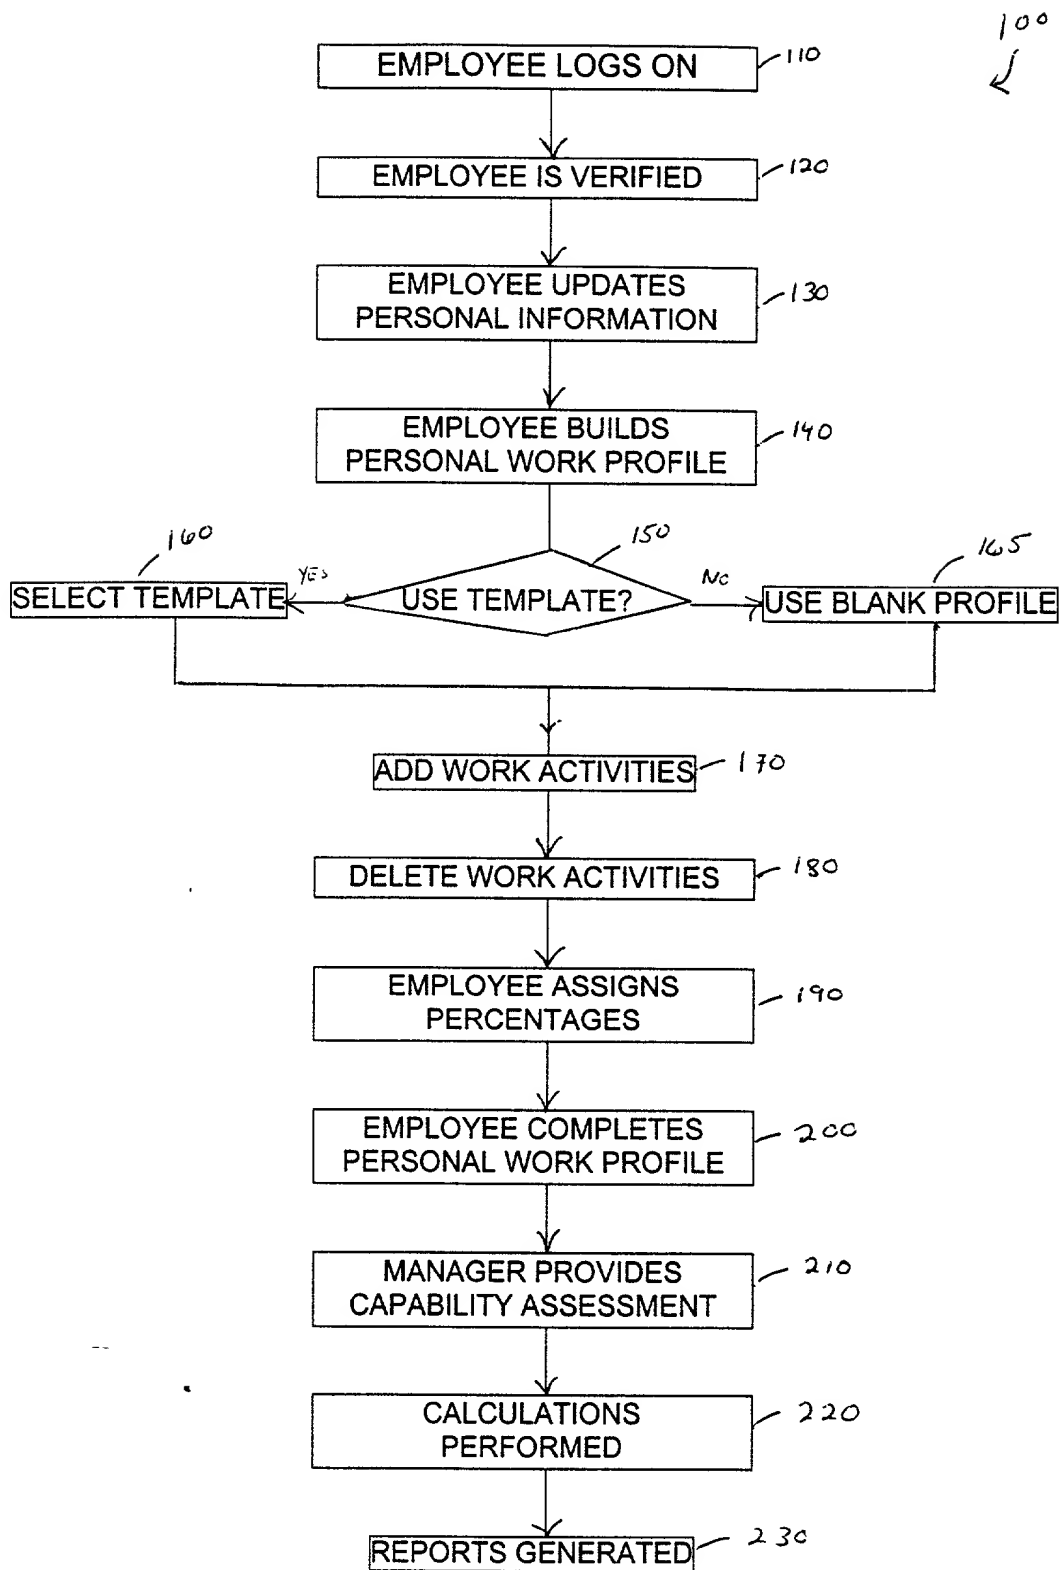 100
EMPLOYEE LOGS ON
110
EMPLOYEE IS VERIFIED
120
EMPLOYEE UPDATES
PERSONAL INFORMATION
130
EMPLOYEE BUILDS
PERSONAL WORK PROFILE
140
150
160
165
SELECT TEMPLATE
YES
USE TEMPLATE?
NO
USE BLANK PROFILE
ADD WORK ACTIVITIES
170
DELETE WORK ACTIVITIES
180
EMPLOYEE ASSIGNS
PERCENTAGES
190
EMPLOYEE COMPLETES
PERSONAL WORK PROFILE
200
MANAGER PROVIDES
CAPABILITY ASSESSMENT
210
CALCULATIONS
PERFORMED
220
REPORTS GENERATED
230